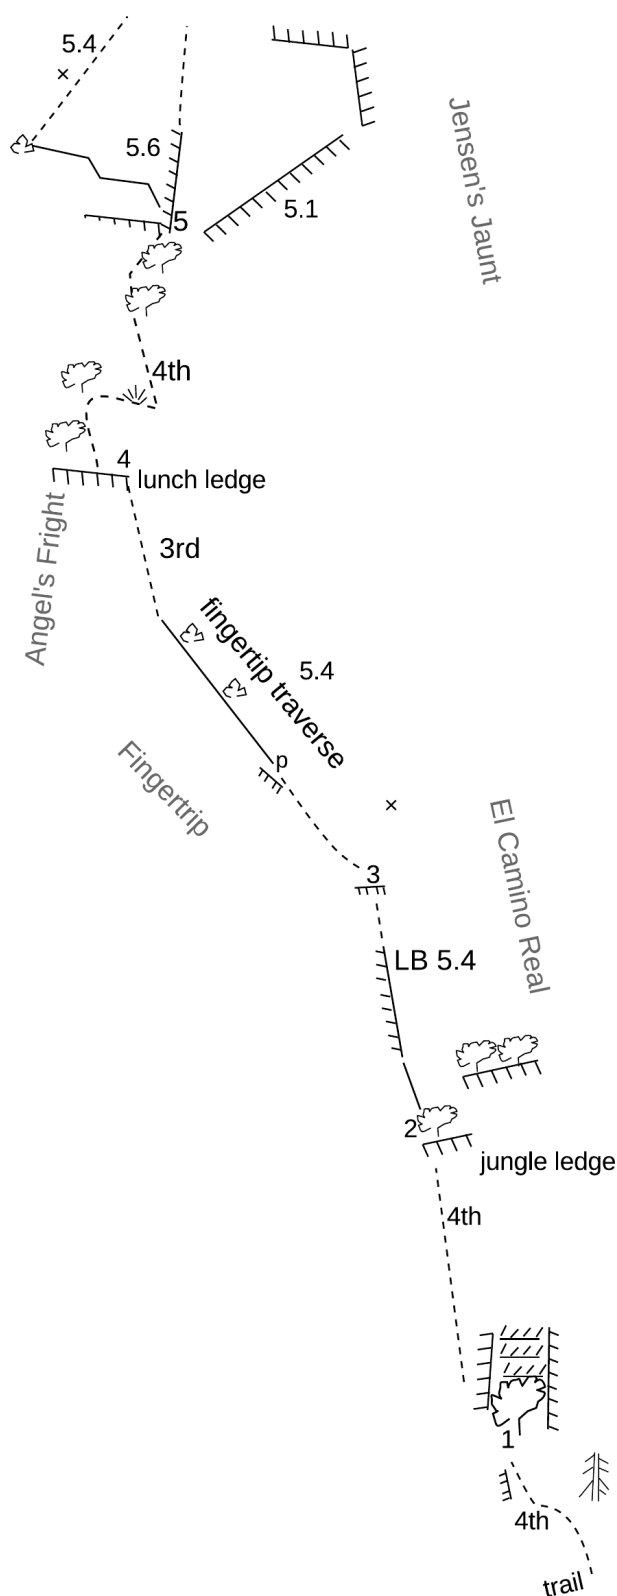 5.4
5.6
5
5.1
Jensen's Jaunt
4th
4
lunch ledge
Angel's Fright
3rd
fingertip traverse
5.4
p
Fingertrip
3
El Camino Real
LB 5.4
2
jungle ledge
4th
1
4th
trail